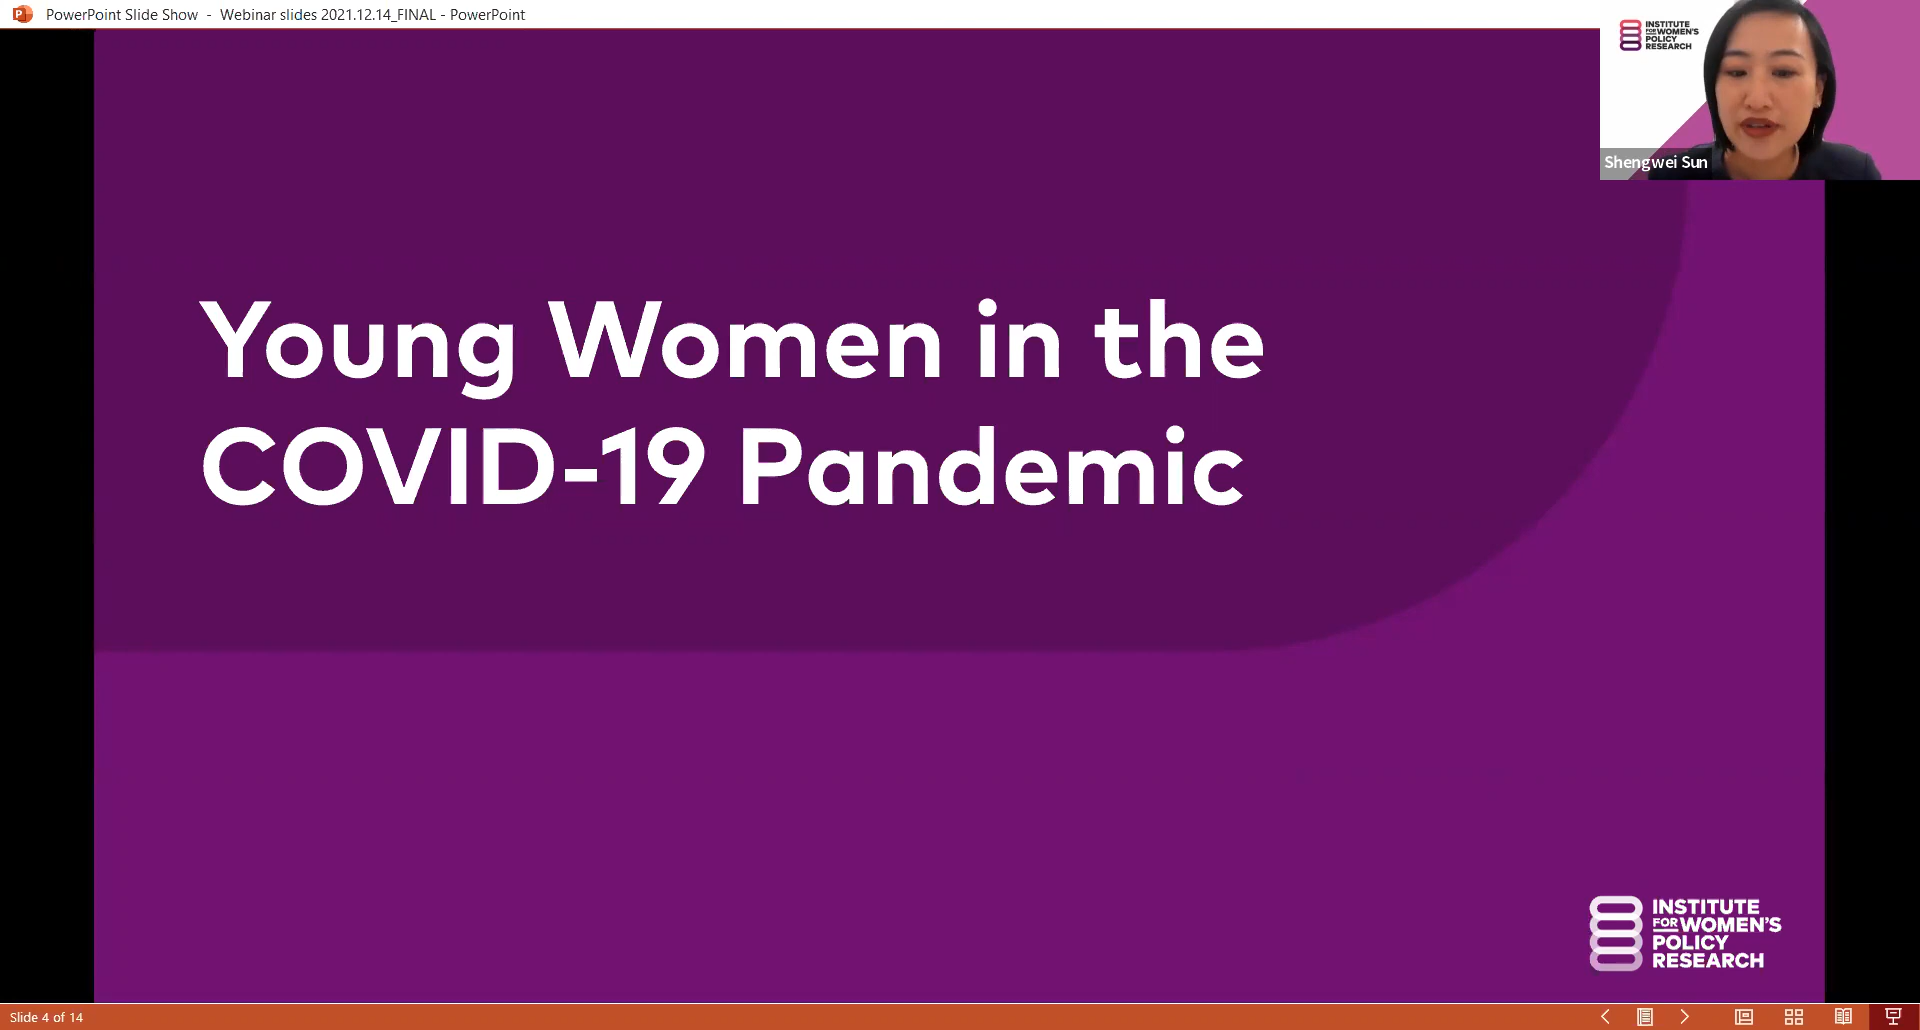 PowerPoint Slide Show - Webinar slides 2021.12.14_FINAL - PowerPoint
INSTITUTE
FOR WOMEN'S
POLICY
RESEARCH
Shengwei Sun
Young Women in the
COVID-19 Pandemic
INSTITUTE
FOR WOMEN'S
POLICY
RESEARCH
Slide 4 of 14